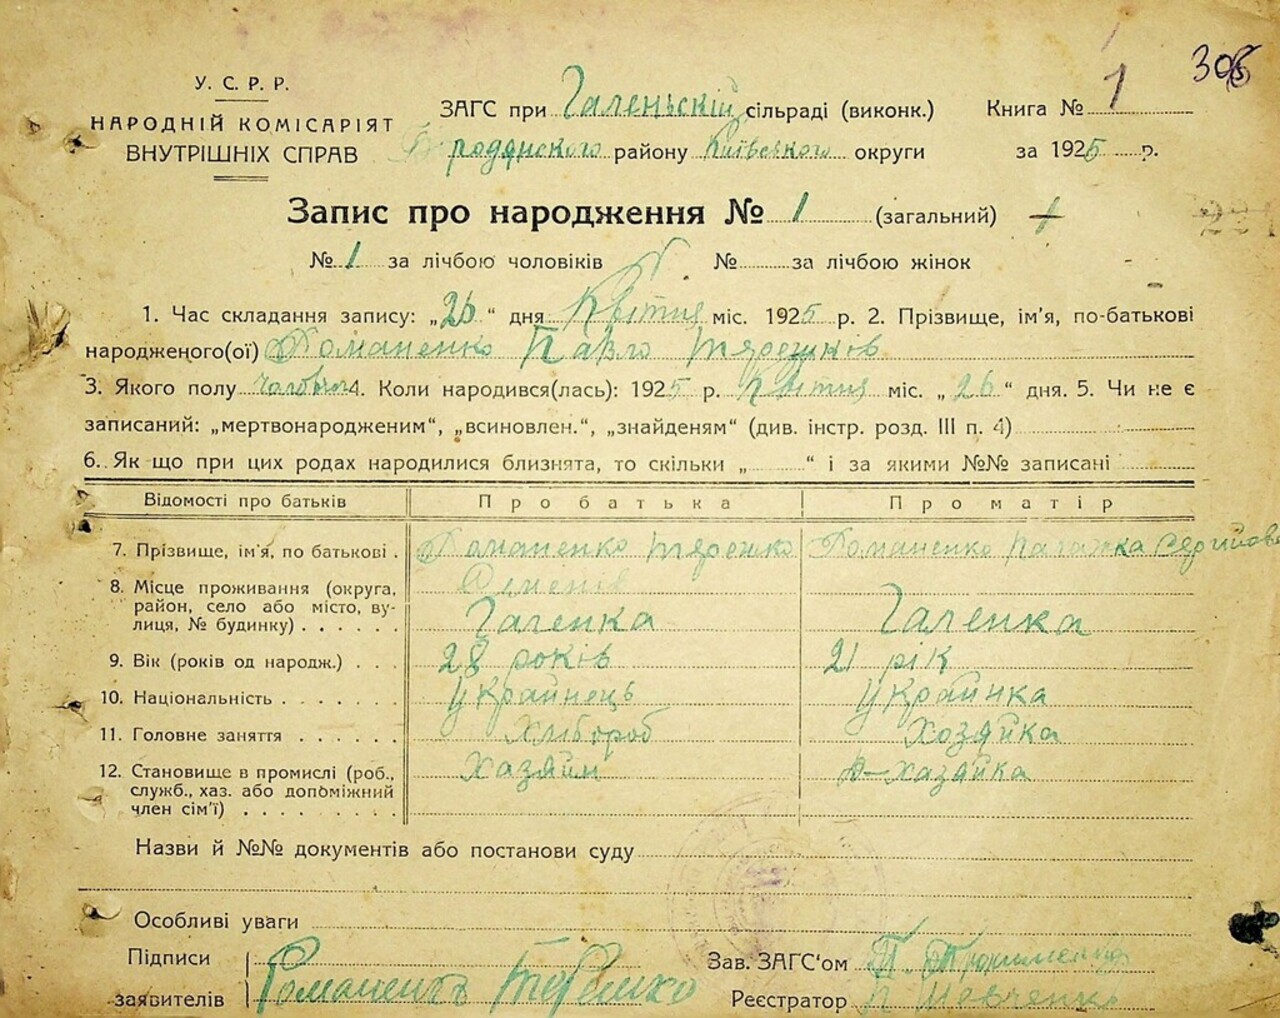 306
У. С. Р. Р.
НАРОДНІЙ КОМІСАРІЯТ
ВНУТРІШНІХ СПРАВ
ЗАГС при Галеньскій сільраді (виконк.) Книга № 1
району Київського округи за 1925 р.
Запис про народження № 1 (загальний)
№ 1 за лічбою чоловіків № за лічбою жінок
1. Час складання запису: „26“ дня Квітня міс. 1925 р. 2. Прізвище, ім'я, по-батькові
народженого(ої) Романенко Павло Терешків
3. Якого полу 4. Коли народився(лась): 1925 р. Квітня міс. „26“ дня. 5. Чи не є
записаний: „мертвонародженим“, „всиновлен.“, „знайденям“ (див. інстр. розд. III п. 4)
6. Як що при цих родах народилися близнята, то скільки „ “ і за якими №№ записані
Відомості про батьків Про батька Про матір
7. Прізвище, ім'я, по батькові . Романенко Терешко Романенко
8. Місце проживання (округа, Семенів
район, село або місто, ву-
лиця, № будинку) . . . . . . Галенка Галенка
9. Вік (років од народж.) . . . 28 років 21 рік
10. Національність . . . . . . . Українець Українка
11. Головне заняття . . . . . . Хлібороб Хозяйка
12. Становище в промислі (роб., Хазяїн хазяйка
служб., хаз. або допоміжний
член сім'ї) . . . . . . . . .
Назви й №№ документів або постанови суду
Особливі уваги
Підписи
заявителів Романенко Терешко
Зав. ЗАГС'ом
Реєстратор П Шевченко